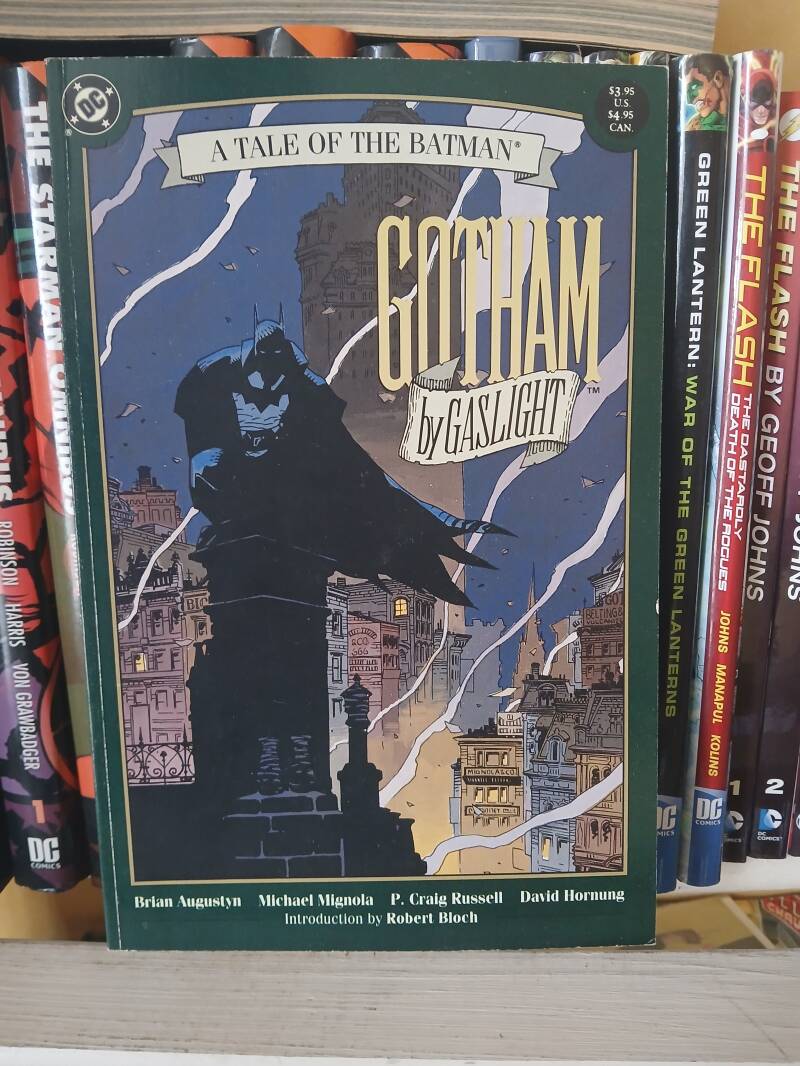 DC
$3.95
U.S.
$4.95
CAN.
A TALE OF THE BATMAN®
GOTHAM™
by GASLIGHT
MIGNOLA&CO
Brian Augustyn Michael Mignola P. Craig Russell David Hornung
Introduction by Robert Bloch
THE STARMAN OMNIBUS
ROBINSON HARRIS VON GRAWBADGER
1
DC
COMICS
GREEN LANTERN: WAR OF THE GREEN LANTERNS
DC
COMICS
THE FLASH THE DASTARDLY
DEATH OF THE ROGUES
JOHNS MANAPUL KOLINS
DC
COMICS
THE FLASH BY GEOFF JOHNS
1
2
DC
COMICS
JOHNS